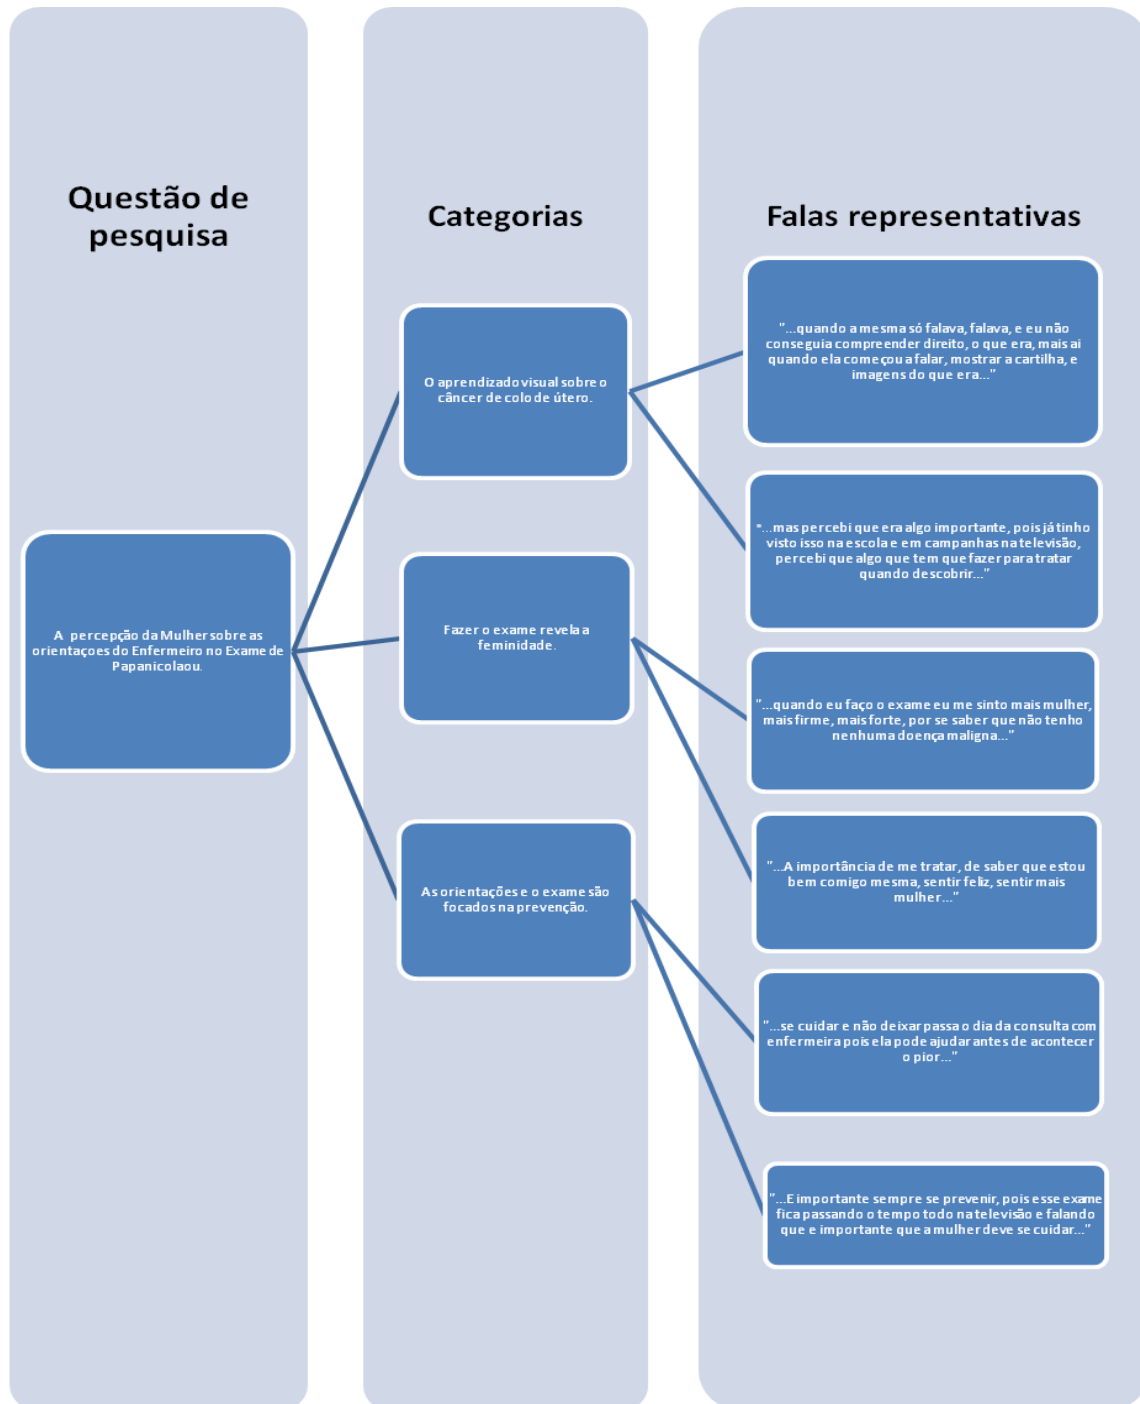 Questão de
pesquisa
A percepção da Mulher sobre as
orientaçoes do Enfermeiro no Exame de
Papanicolaou.
Categorias
O aprendizado visual sobre o
câncer de colo de útero.
Fazer o exame revela a
feminidade.
As orientações e o exame são
focados na prevenção.
Falas representativas
"...quando a mesma só falava, falava, e eu não
conseguia compreender direito, o que era, mais ai
quando ela começou a falar, mostrar a cartilha, e
imagens do que era..."
"...mas percebi que era algo importante, pois já tinho
visto isso na escola e em campanhas na televisão,
percebi que algo que tem que fazer para tratar
quando descobrir..."
"...quando eu faço o exame eu me sinto mais mulher,
mais firme, mais forte, por se saber que não tenho
nenhuma doença maligna..."
"...A importância de me tratar, de saber que estou
bem comigo mesma, sentir feliz, sentir mais
mulher..."
"...se cuidar e não deixar passa o dia da consulta com
enfermeira pois ela pode ajudar antes de acontecer
o pior..."
"...E importante sempre se prevenir, pois esse exame
fica passando o tempo todo na televisão e falando
que e importante que a mulher deve se cuidar..."